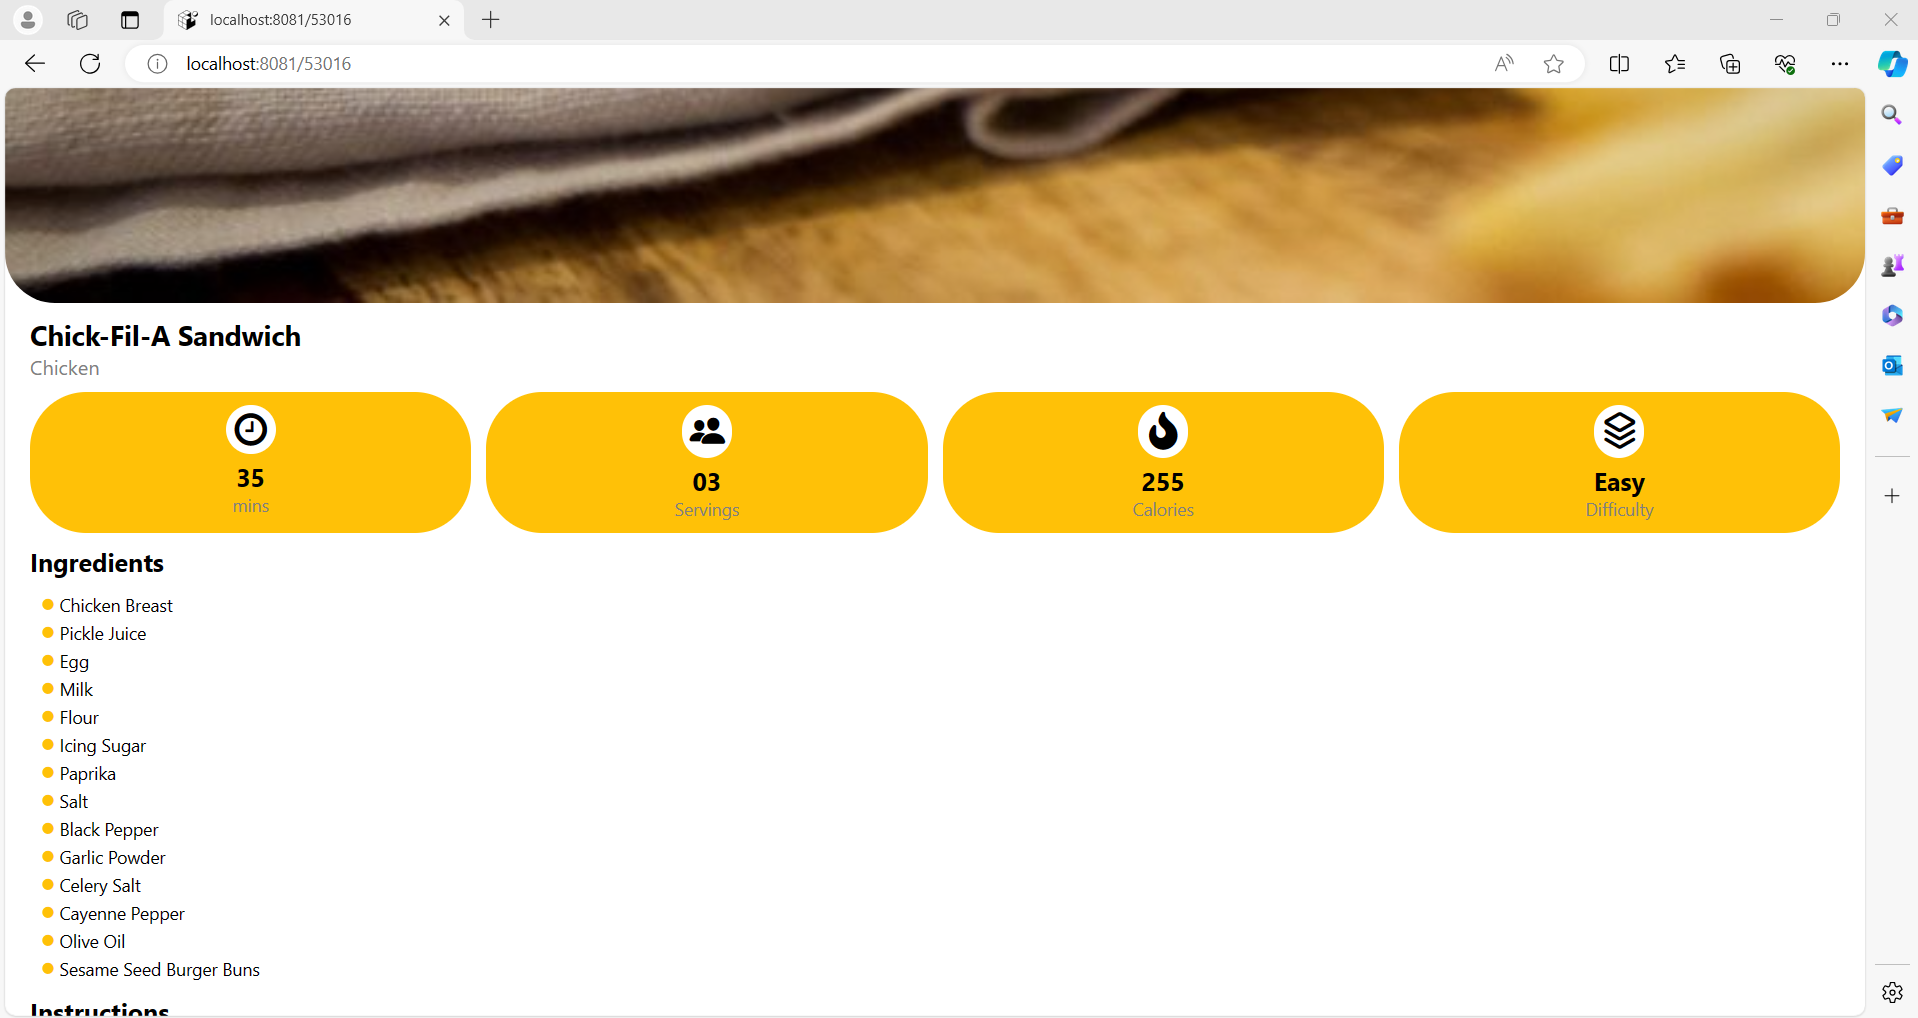 localhost:8081/53016
localhost:8081/53016
Chick-Fil-A Sandwich
Chicken
35
mins
03
Servings
255
Calories
Easy
Difficulty
Ingredients
Chicken Breast
Pickle Juice
Egg
Milk
Flour
Icing Sugar
Paprika
Salt
Black Pepper
Garlic Powder
Celery Salt
Cayenne Pepper
Olive Oil
Sesame Seed Burger Buns
Instructions